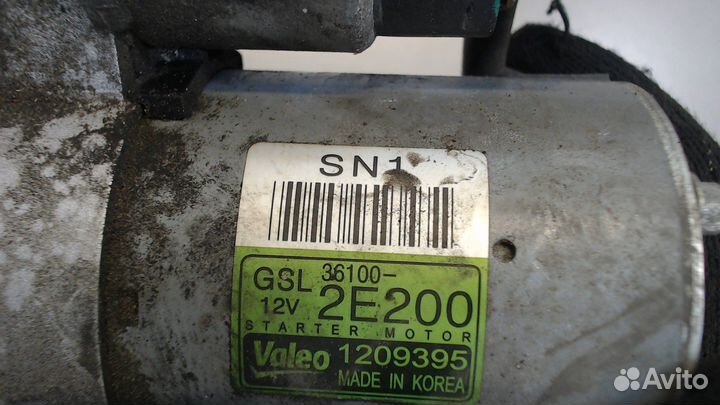 SN1
GSL 36100-
12V 2E200
STARTER MOTOR
Valeo 1209395
MADE IN KOREA
Avito